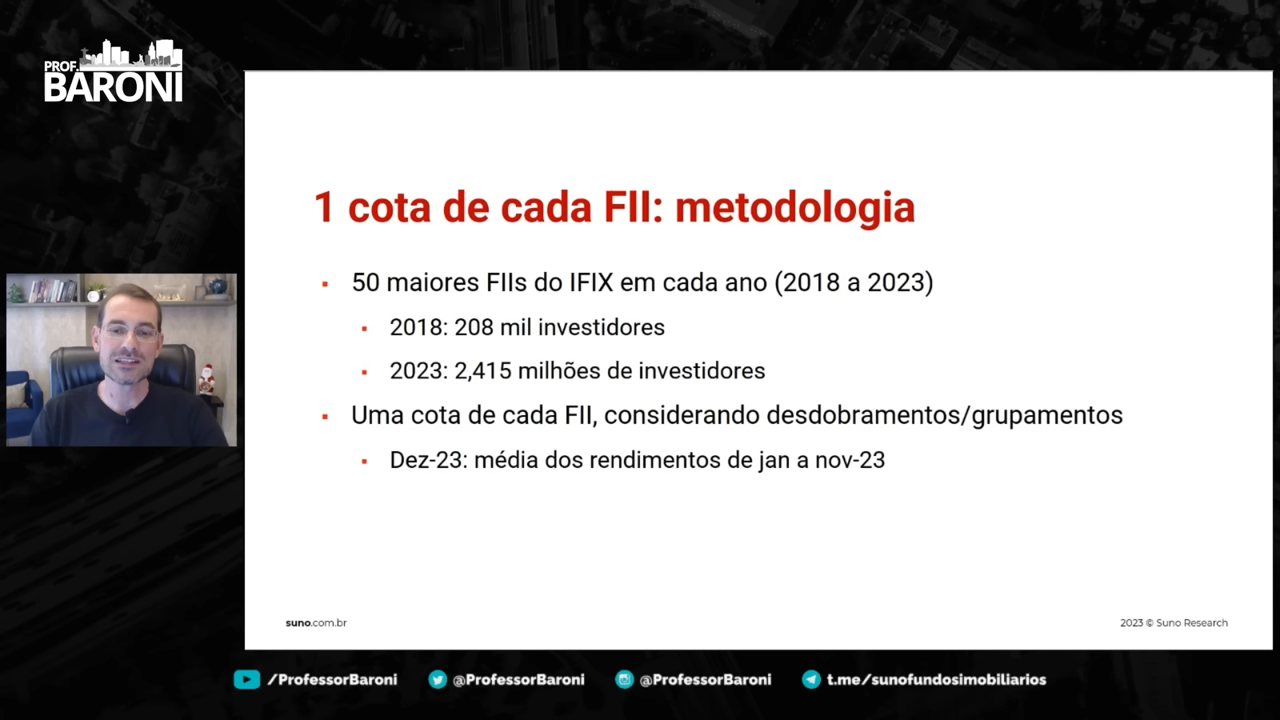 PROF.
BARONI
1 cota de cada FII: metodologia
50 maiores FIIs do IFIX em cada ano (2018 a 2023)
2018: 208 mil investidores
2023: 2,415 milhões de investidores
Uma cota de cada FII, considerando desdobramentos/grupamentos
Dez-23: média dos rendimentos de jan a nov-23
suno.com.br
2023 © Suno Research
/ProfessorBaroni @ProfessorBaroni @ProfessorBaroni t.me/sunofundosimobiliarios